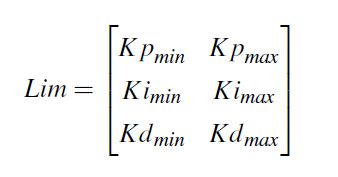 Kp_min Kp_max
Lim = Ki_min Ki_max
Kd_min Kd_max